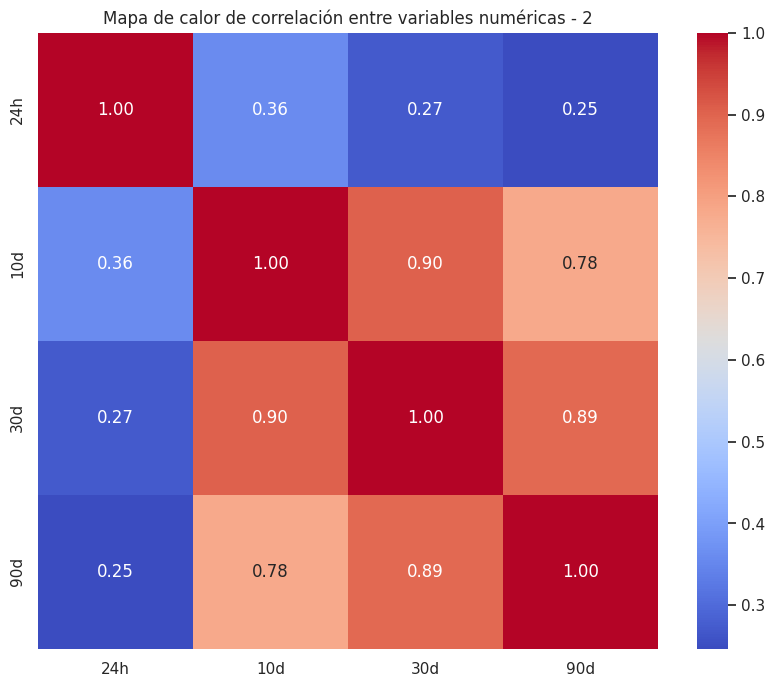 Mapa de calor de correlación entre variables numéricas - 2
24h 1.00 0.36 0.27 0.25
10d 0.36 1.00 0.90 0.78
30d 0.27 0.90 1.00 0.89
90d 0.25 0.78 0.89 1.00
24h 10d 30d 90d
1.0
0.9
0.8
0.7
0.6
0.5
0.4
0.3